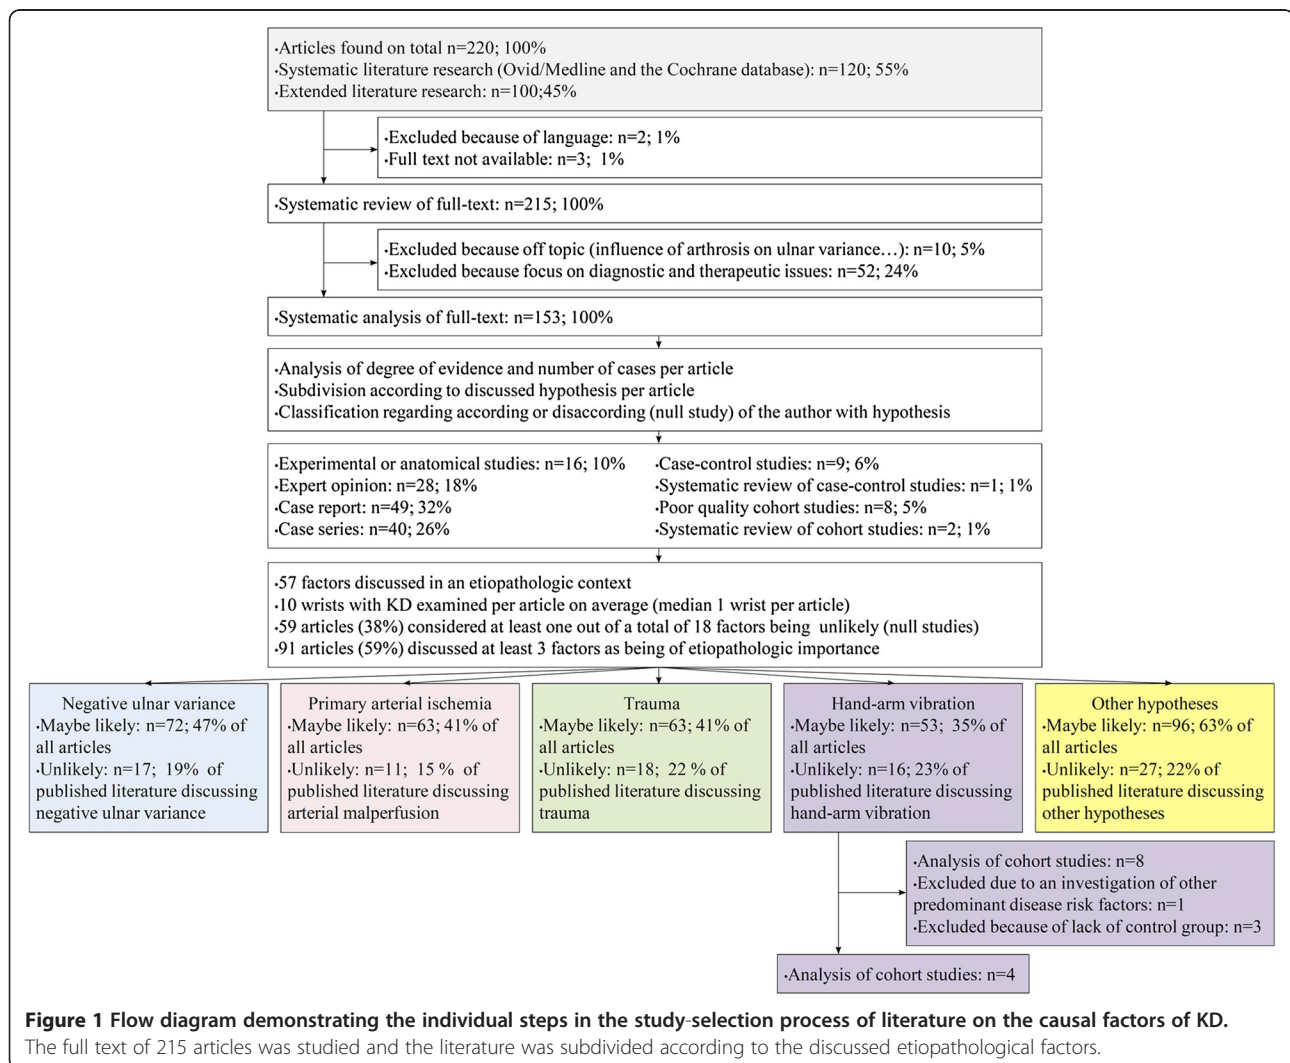 ·Articles found on total n=220; 100%
·Systematic literature research (Ovid/Medline and the Cochrane database): n=120; 55%
·Extended literature research: n=100;45%
·Excluded because of language: n=2; 1%
·Full text not available: n=3; 1%
·Systematic review of full-text: n=215; 100%
·Excluded because off topic (influence of arthrosis on ulnar variance…): n=10; 5%
·Excluded because focus on diagnostic and therapeutic issues: n=52; 24%
·Systematic analysis of full-text: n=153; 100%
·Analysis of degree of evidence and number of cases per article
·Subdivision according to discussed hypothesis per article
·Classification regarding according or disaccording (null study) of the author with hypothesis
·Experimental or anatomical studies: n=16; 10%
·Expert opinion: n=28; 18%
·Case report: n=49; 32%
·Case series: n=40; 26%
·Case-control studies: n=9; 6%
·Systematic review of case-control studies: n=1; 1%
·Poor quality cohort studies: n=8; 5%
·Systematic review of cohort studies: n=2; 1%
·57 factors discussed in an etiopathologic context
·10 wrists with KD examined per article on average (median 1 wrist per article)
·59 articles (38%) considered at least one out of a total of 18 factors being unlikely (null studies)
·91 articles (59%) discussed at least 3 factors as being of etiopathologic importance
Negative ulnar variance
·Maybe likely: n=72; 47% of
all articles
·Unlikely: n=17; 19% of
published literature discussing
negative ulnar variance
Primary arterial ischemia
·Maybe likely: n=63; 41% of
all articles
·Unlikely: n=11; 15 % of
published literature discussing
arterial malperfusion
Trauma
·Maybe likely: n=63; 41% of
all articles
·Unlikely: n=18; 22 % of
published literature discussing
trauma
Hand-arm vibration
·Maybe likely: n=53; 35% of
all articles
·Unlikely: n=16; 23% of
published literature discussing
hand-arm vibration
Other hypotheses
·Maybe likely: n=96; 63% of
all articles
·Unlikely: n=27; 22% of
published literature discussing
other hypotheses
·Analysis of cohort studies: n=8
·Excluded due to an investigation of other
predominant disease risk factors: n=1
·Excluded because of lack of control group: n=3
·Analysis of cohort studies: n=4
Figure 1 Flow diagram demonstrating the individual steps in the study-selection process of literature on the causal factors of KD.
The full text of 215 articles was studied and the literature was subdivided according to the discussed etiopathological factors.